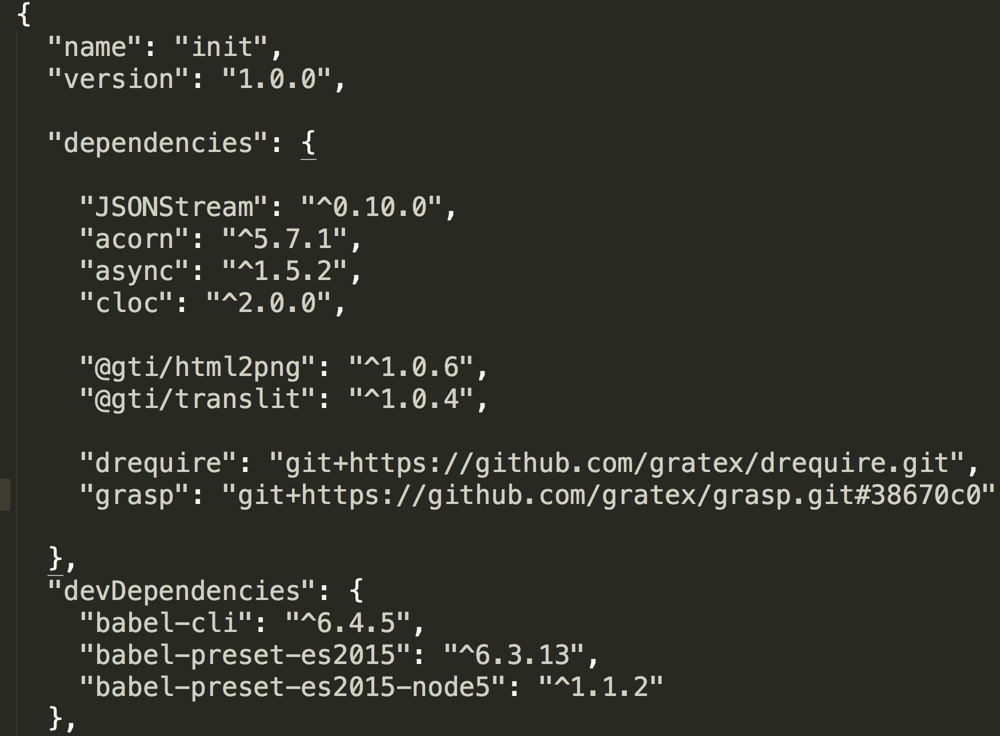 {
"name": "init",
"version": "1.0.0",
"dependencies": {
"JSONStream": "^0.10.0",
"acorn": "^5.7.1",
"async": "^1.5.2",
"cloc": "^2.0.0",
"@gti/html2png": "^1.0.6",
"@gti/translit": "^1.0.4",
"drequire": "git+https://github.com/gratex/drequire.git",
"grasp": "git+https://github.com/gratex/grasp.git#38670c0"
},
"devDependencies": {
"babel-cli": "^6.4.5",
"babel-preset-es2015": "^6.3.13",
"babel-preset-es2015-node5": "^1.1.2"
},